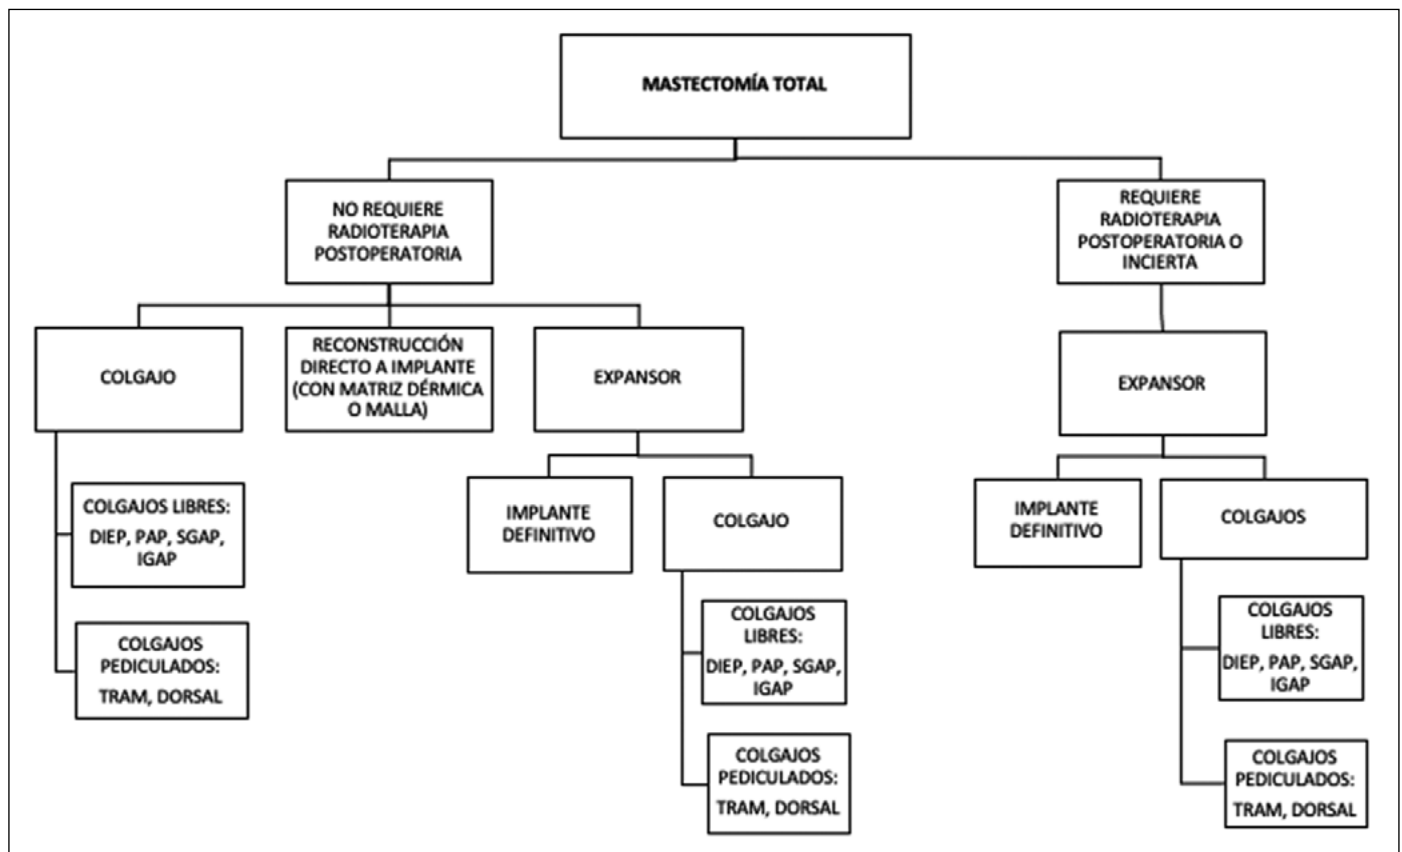 MASTECTOMÍA TOTAL
NO REQUIERE
RADIOTERAPIA
POSTOPERATORIA
REQUIERE
RADIOTERAPIA
POSTOPERATORIA O
INCIERTA
COLGAJO
RECONSTRUCCIÓN
DIRECTO A IMPLANTE
(CON MATRIZ DÉRMICA
O MALLA)
EXPANSOR
EXPANSOR
COLGAJOS LIBRES:
DIEP, PAP, SGAP,
IGAP
COLGAJOS
PEDICULADOS:
TRAM, DORSAL
IMPLANTE
DEFINITIVO
COLGAJO
COLGAJOS
LIBRES:
DIEP, PAP, SGAP,
IGAP
COLGAJOS
PEDICULADOS:
TRAM, DORSAL
IMPLANTE
DEFINITIVO
COLGAJOS
COLGAJOS
LIBRES:
DIEP, PAP, SGAP,
IGAP
COLGAJOS
PEDICULADOS:
TRAM, DORSAL